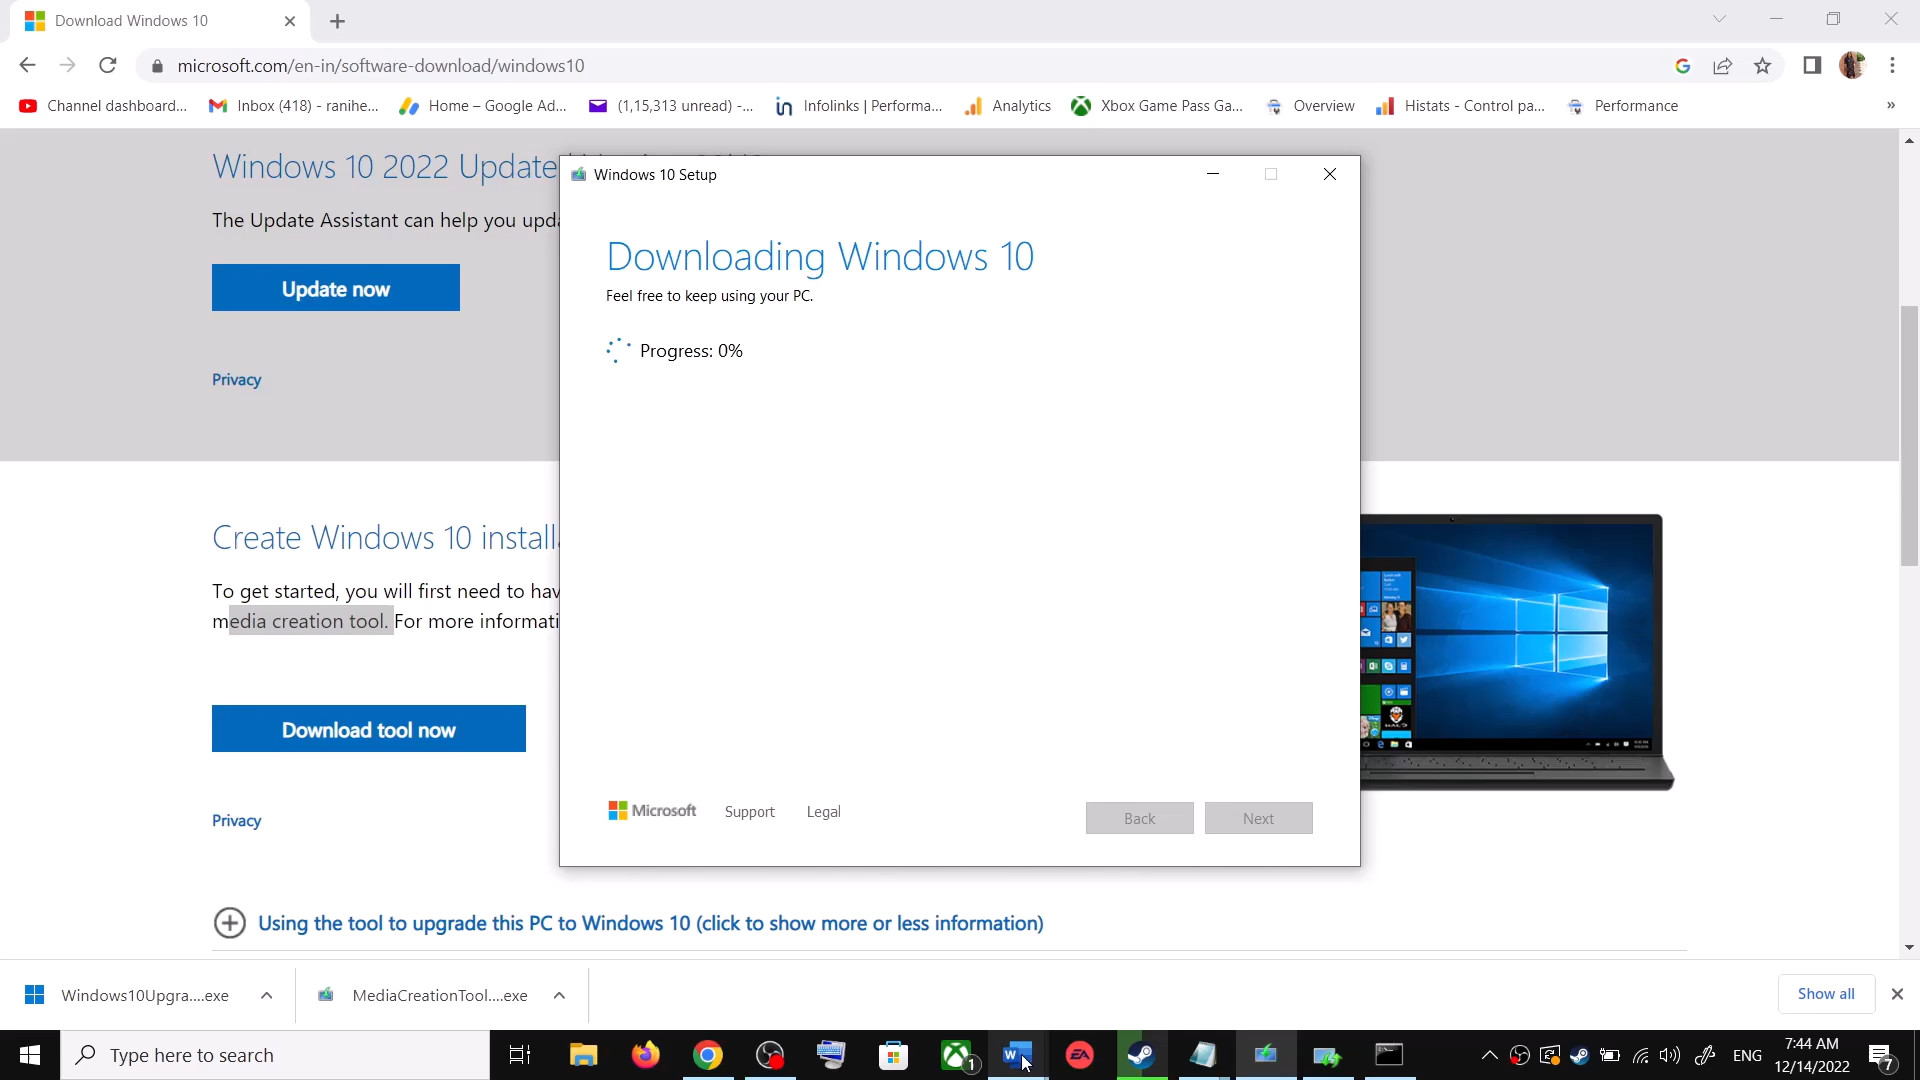 Download Windows 10
microsoft.com/en-in/software-download/windows10
Channel dashboard...
Inbox (418) - ranihe...
Home – Google Ad...
(1,15,313 unread) -...
Infolinks | Performa...
Analytics
Xbox Game Pass Ga...
Overview
Histats - Control pa...
Performance
»
Windows 10 2022 Update
The Update Assistant can help you upda
Update now
Privacy
Windows 10 Setup
Downloading Windows 10
Feel free to keep using your PC.
Progress: 0%
Microsoft
Support
Legal
Back
Next
Create Windows 10 installa
To get started, you will first need to hav
media creation tool. For more informati
Download tool now
Privacy
Using the tool to upgrade this PC to Windows 10 (click to show more or less information)
Windows10Upgra....exe
MediaCreationTool....exe
Show all
Type here to search
1
ENG
7:44 AM
12/14/2022
7